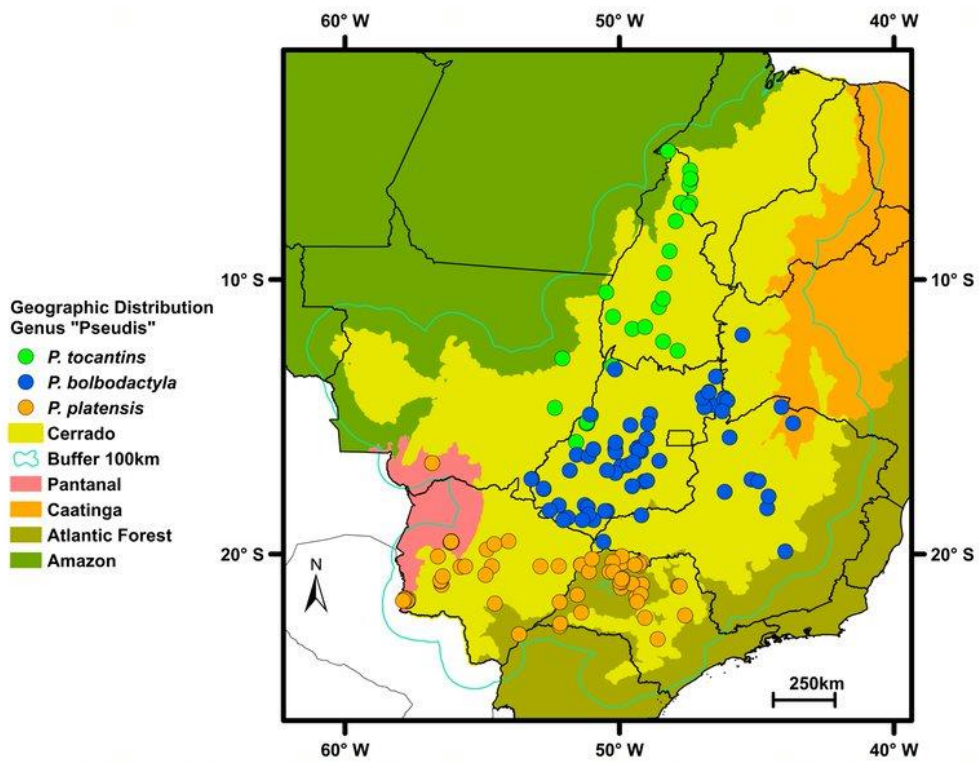 60° W 50° W 40° W
10° S 10° S
Geographic Distribution
Genus "Pseudis"
P. tocantins
P. bolbodactyla
P. platensis
Cerrado
Buffer 100km
Pantanal
Caatinga
Atlantic Forest
Amazon
20° S 20° S
N
250km
60° W 50° W 40° W